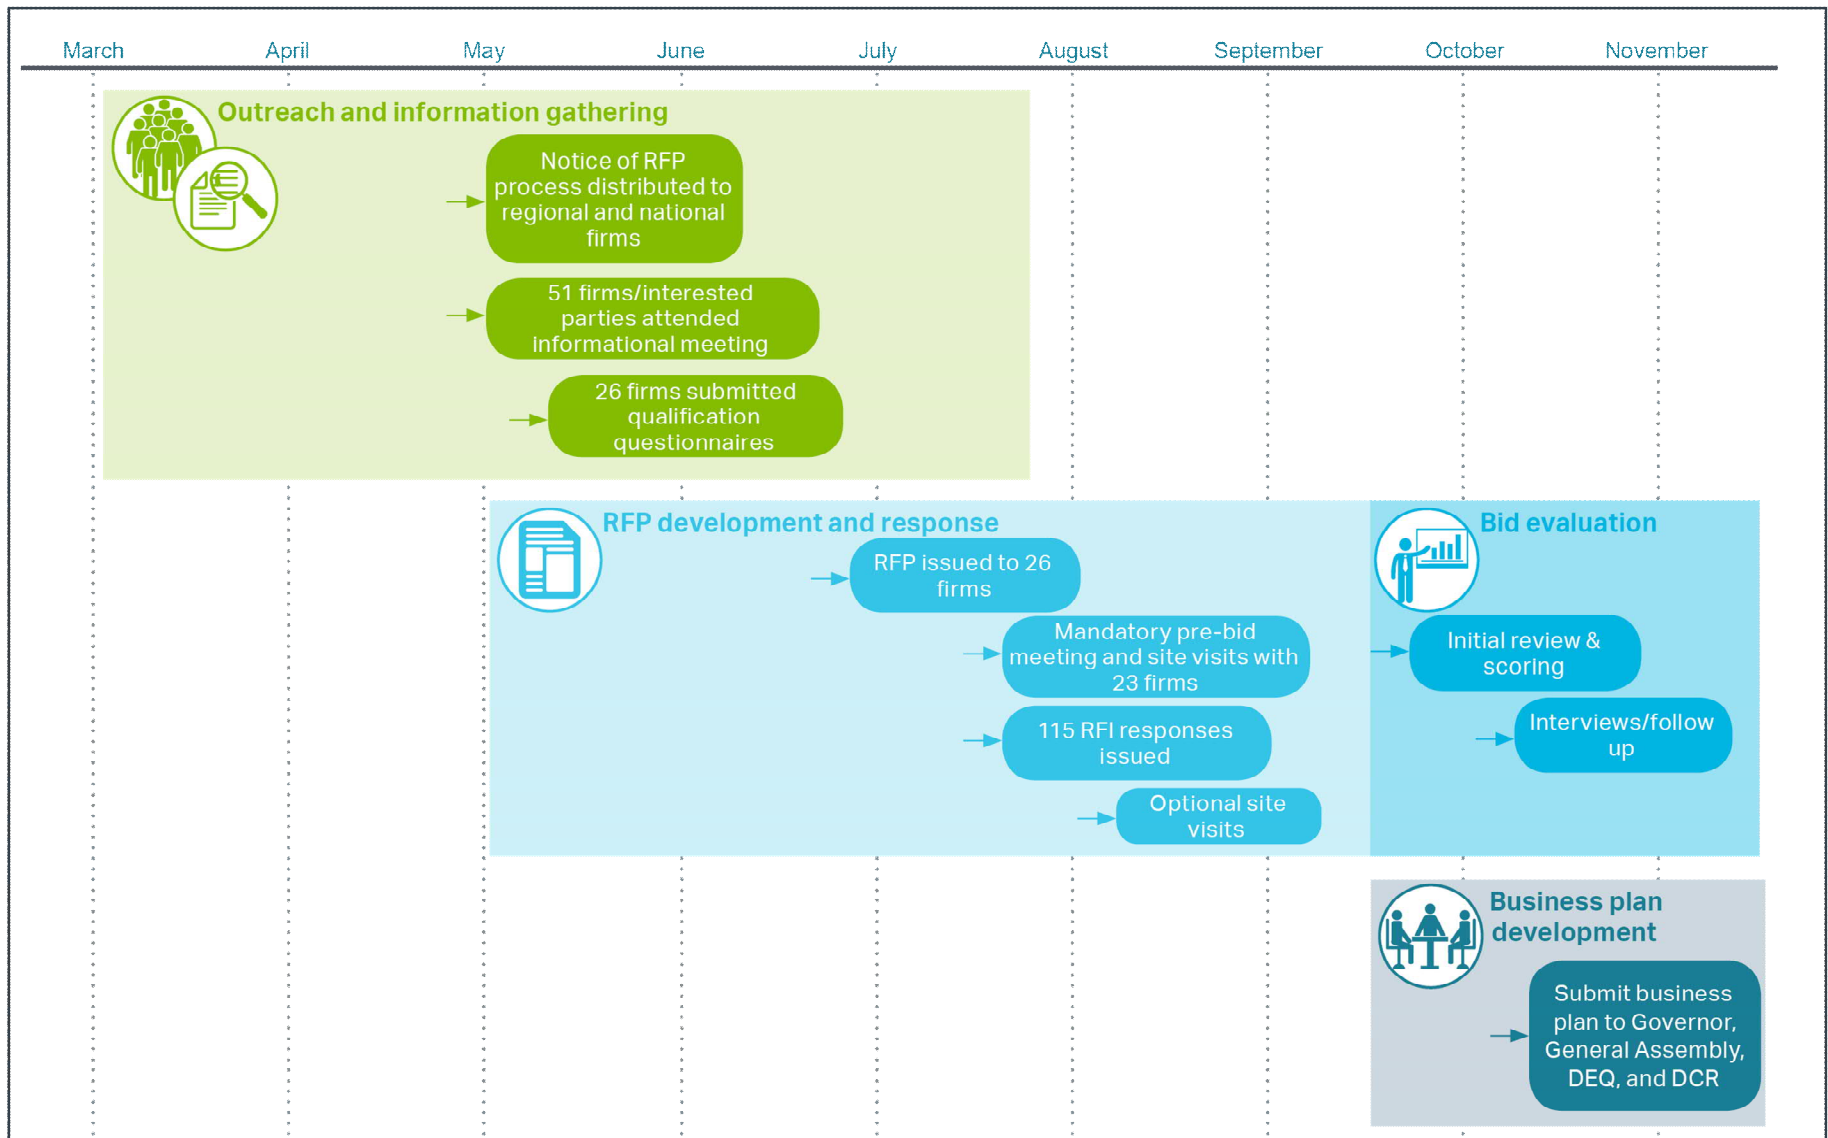 March April May June July August September October November
Outreach and information gathering
Notice of RFP
process distributed to
regional and national
firms
51 firms/interested
parties attended
informational meeting
26 firms submitted
qualification
questionnaires
RFP development and response
RFP issued to 26
firms
Mandatory pre-bid
meeting and site visits with
23 firms
115 RFI responses
issued
Optional site
visits
Bid evaluation
Initial review &
scoring
Interviews/follow
up
Business plan
development
Submit business
plan to Governor,
General Assembly,
DEQ, and DCR